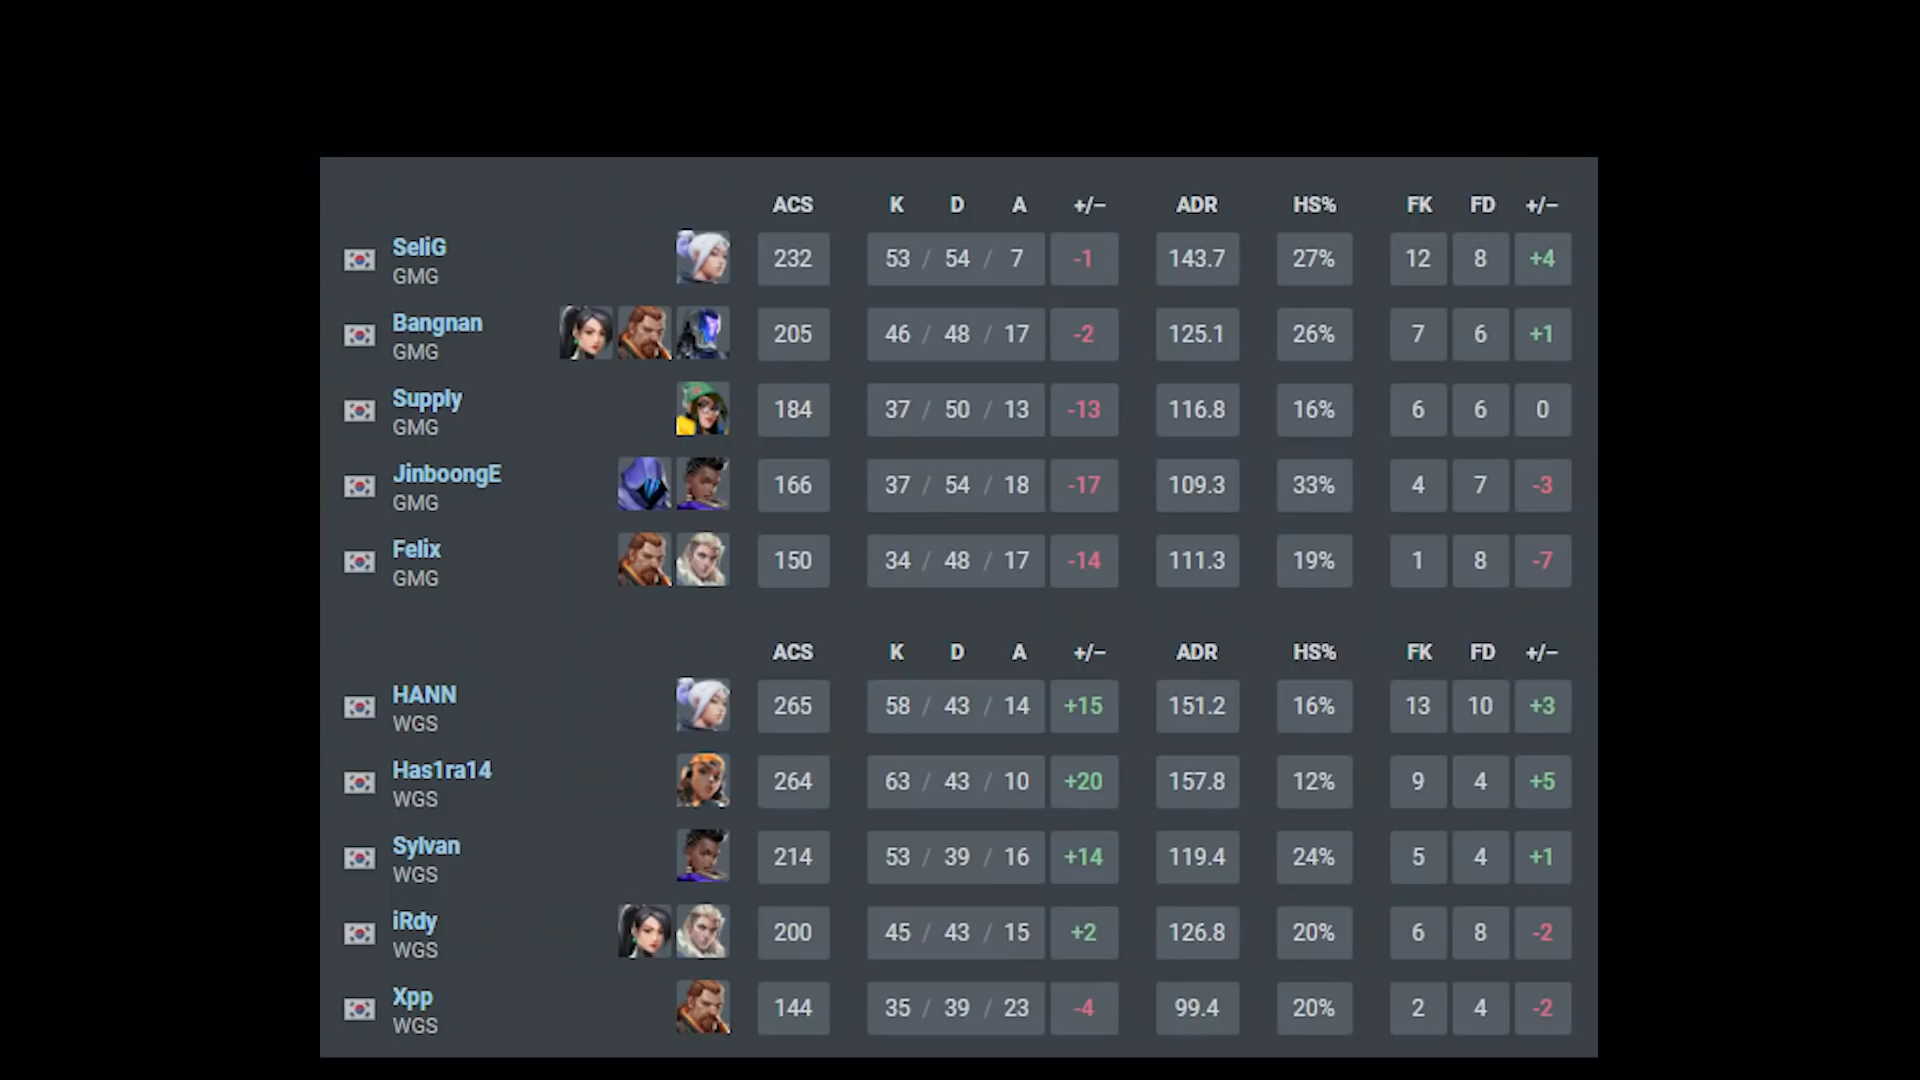 ACS K D A +/− ADR HS% FK FD +/−
SeliG
GMG
232 53 / 54 / 7 -1 143.7 27% 12 8 +4
Bangnan
GMG
205 46 / 48 / 17 -2 125.1 26% 7 6 +1
Supply
GMG
184 37 / 50 / 13 -13 116.8 16% 6 6 0
JinboongE
GMG
166 37 / 54 / 18 -17 109.3 33% 4 7 -3
Felix
GMG
150 34 / 48 / 17 -14 111.3 19% 1 8 -7
ACS K D A +/− ADR HS% FK FD +/−
HANN
WGS
265 58 / 43 / 14 +15 151.2 16% 13 10 +3
Has1ra14
WGS
264 63 / 43 / 10 +20 157.8 12% 9 4 +5
Sylvan
WGS
214 53 / 39 / 16 +14 119.4 24% 5 4 +1
iRdy
WGS
200 45 / 43 / 15 +2 126.8 20% 6 8 -2
Xpp
WGS
144 35 / 39 / 23 -4 99.4 20% 2 4 -2